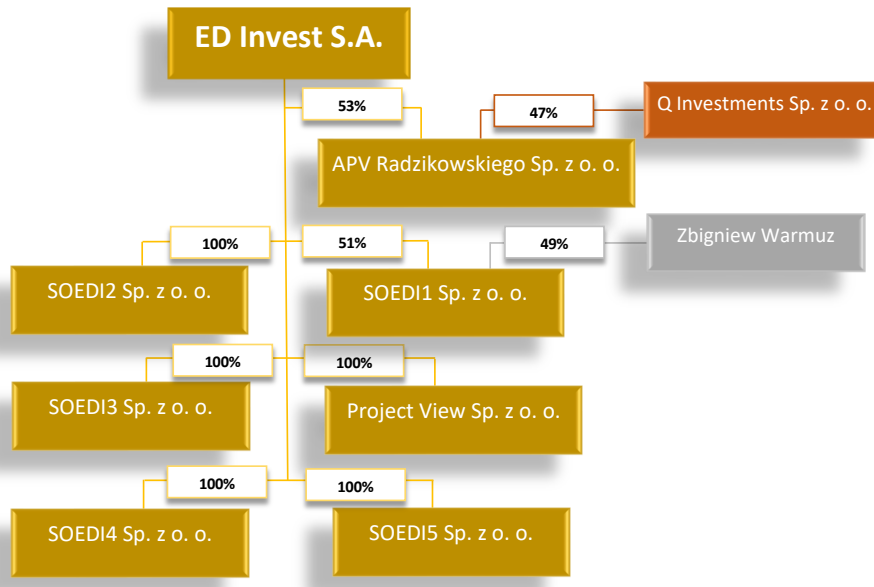 ED Invest S.A.
53%
47%
Q Investments Sp. z o. o.
APV Radzikowskiego Sp. z o. o.
100%
51%
49%
Zbigniew Warmuz
SOEDI2 Sp. z o. o.
SOEDI1 Sp. z o. o.
100%
100%
SOEDI3 Sp. z o. o.
Project View Sp. z o. o.
100%
100%
SOEDI4 Sp. z o. o.
SOEDI5 Sp. z o. o.